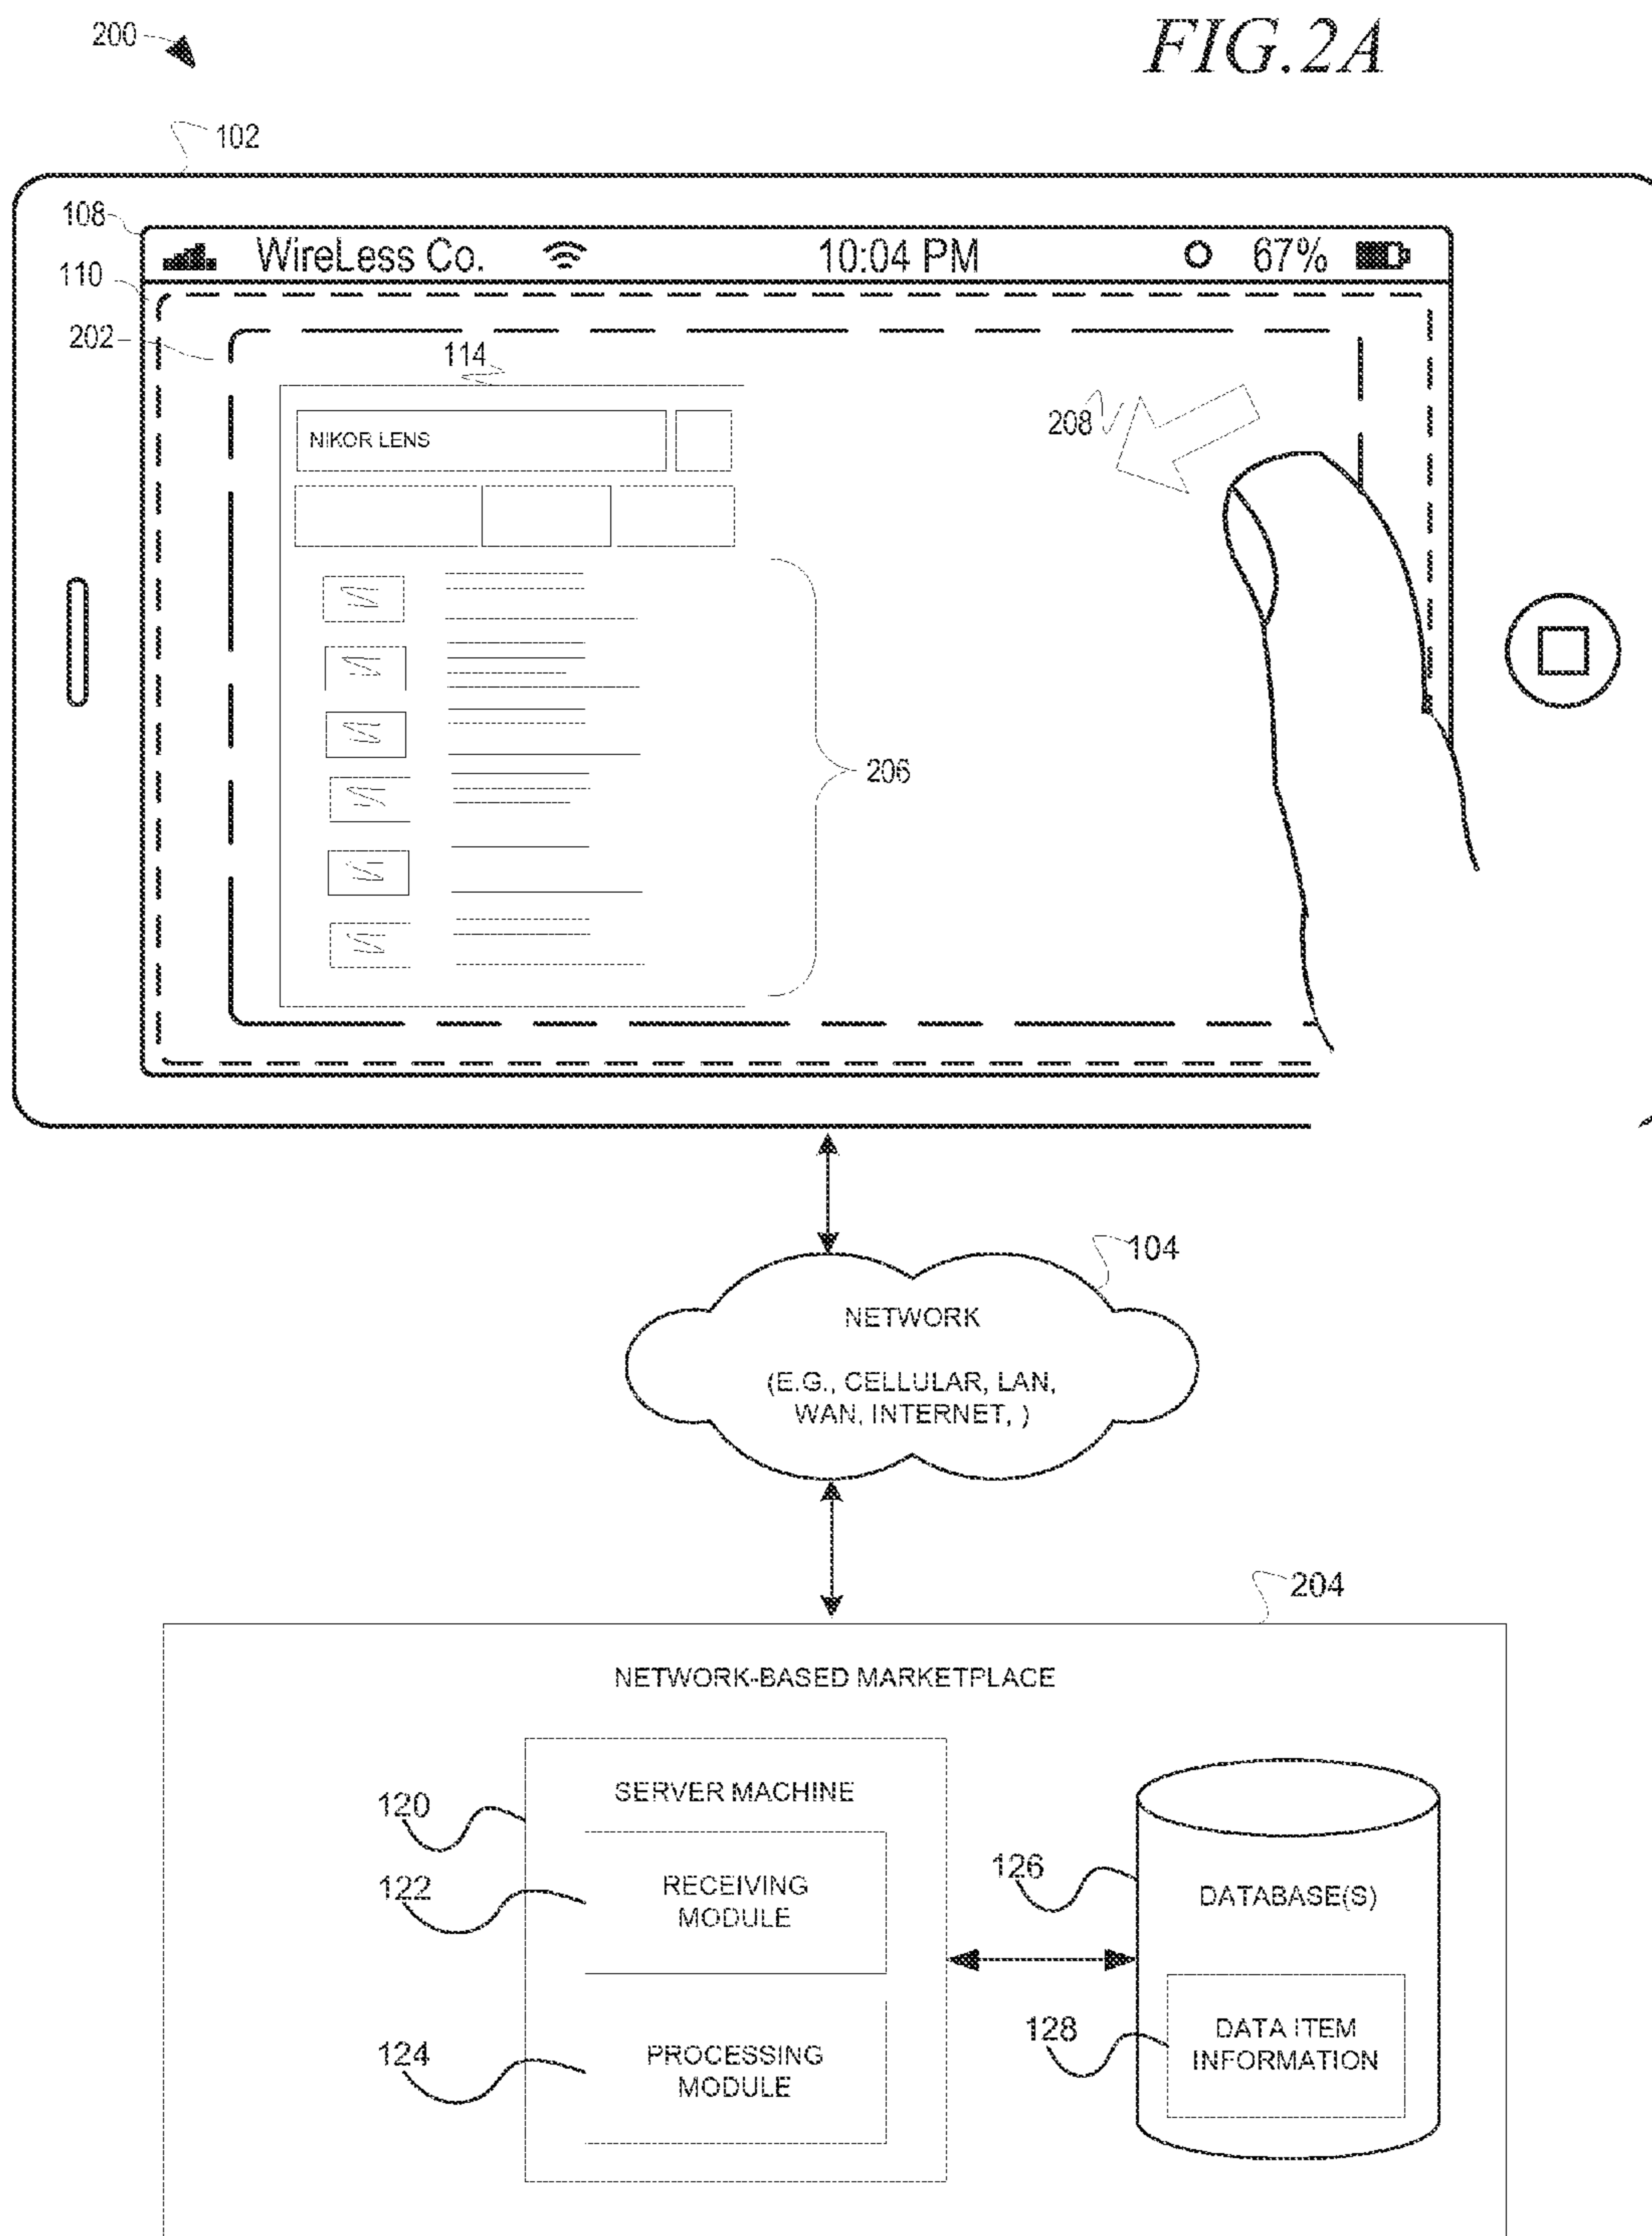 200
FIG.2A
102
108
WireLess Co. 10:04 PM 67%
110
202
114
208
NIKOR LENS
206
104
NETWORK
(E.G., CELLULAR, LAN,
WAN, INTERNET, )
204
NETWORK-BASED MARKETPLACE
SERVER MACHINE
120
122
RECEIVING
MODULE
126
DATABASE(S)
124
PROCESSING
MODULE
128
DATA ITEM
INFORMATION